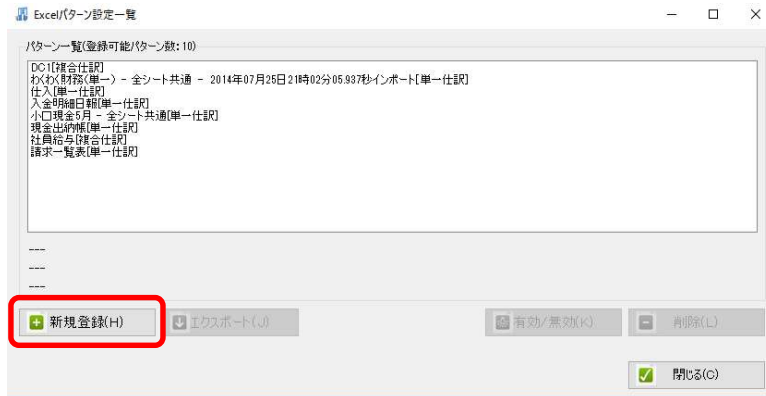 Excelパターン設定一覧
パターン一覧(登録可能パターン数:10)
DC1[複合仕訳]
わくわく財務(単一) - 全シート共通 - 2014年07月25日21時02分05.937秒インポート[単一仕訳]
仕入[単一仕訳]
入金明細日報[単一仕訳]
小口現金5月 - 全シート共通[単一仕訳]
現金出納帳[単一仕訳]
社員給与[複合仕訳]
請求一覧表[単一仕訳]
---
---
---
新規登録(H) エクスポート(J) 有効/無効(K) 削除(L)
閉じる(C)